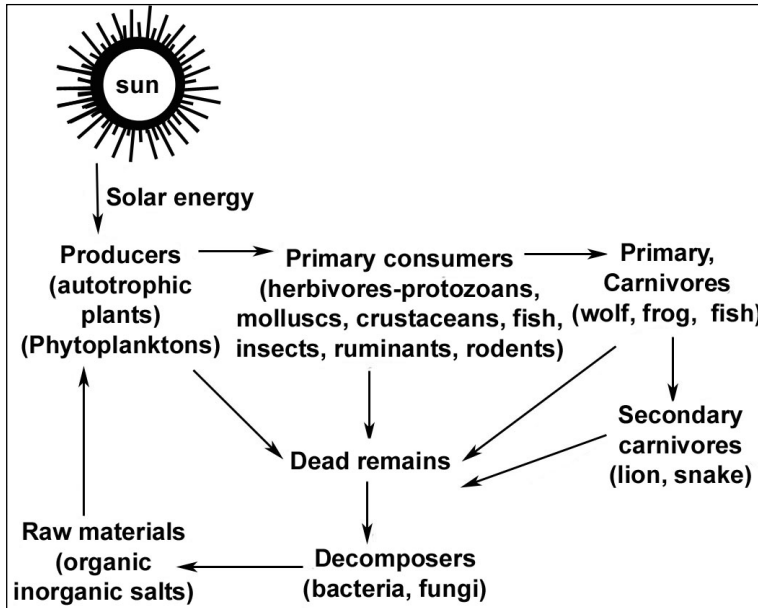 sun
Solar energy
Producers
(autotrophic
plants)
(Phytoplanktons)
Primary consumers
(herbivores-protozoans,
molluscs, crustaceans, fish,
insects, ruminants, rodents)
Primary,
Carnivores
(wolf, frog, fish)
Secondary
carnivores
(lion, snake)
Dead remains
Raw materials
(organic
inorganic salts)
Decomposers
(bacteria, fungi)